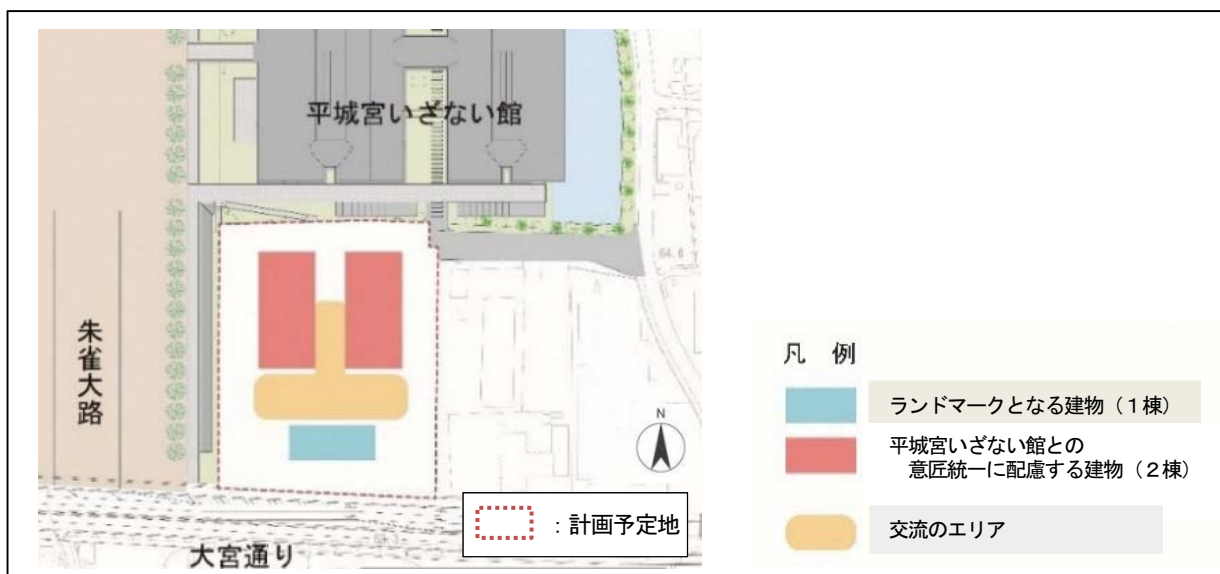 平城宮いざない館
朱雀大路
64.6
N
：計画予定地
大宮通り
凡　例
ランドマークとなる建物（１棟）
平城宮いざない館との
意匠統一に配慮する建物（２棟）
交流のエリア